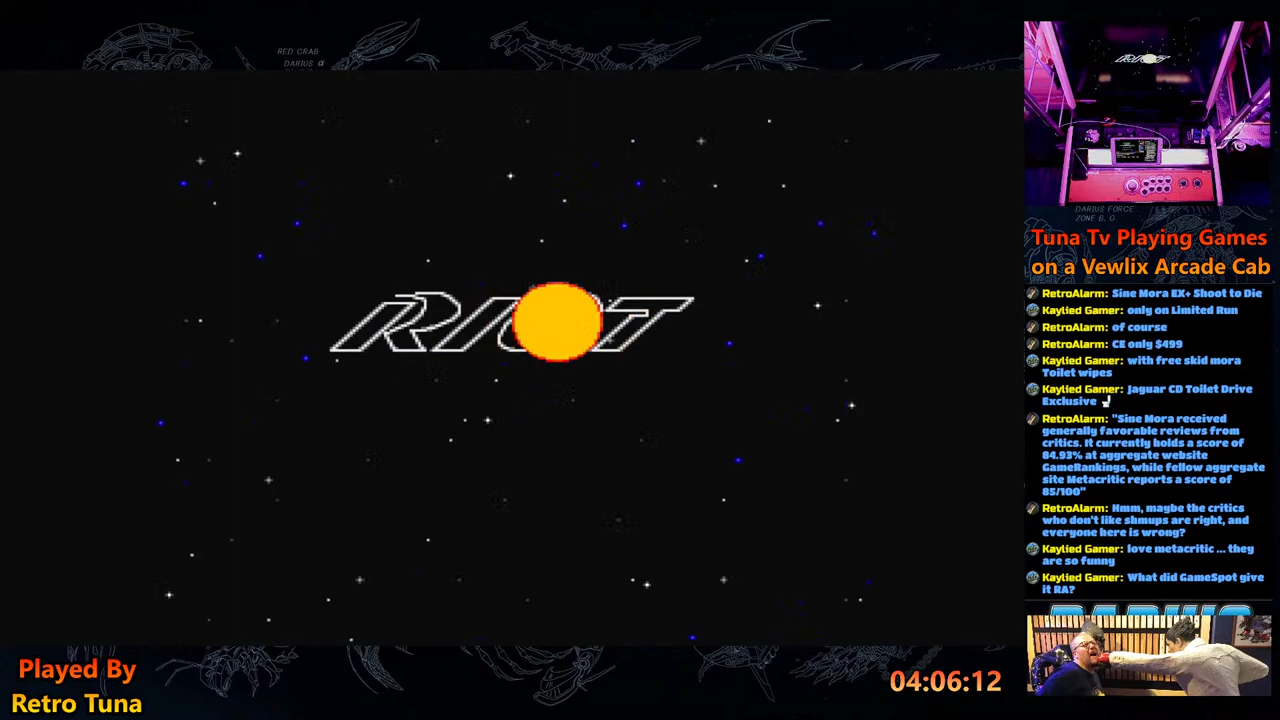 RED CRAB
DARIUS α
RIOT
Played By
Retro Tuna
04:06:12
RIOT
DARIUS FORCE
ZONE B, G
Tuna Tv Playing Games
on a Vewlix Arcade Cab
RetroAlarm: Sine Mora EX+ Shoot to Die
Kaylied Gamer: only on Limited Run
RetroAlarm: of course
RetroAlarm: CE only $499
Kaylied Gamer: with free skid mora
Toilet wipes
Kaylied Gamer: Jaguar CD Toilet Drive
Exclusive
RetroAlarm: "Sine Mora received
generally favorable reviews from
critics. It currently holds a score of
84.93% at aggregate website
GameRankings, while fellow aggregate
site Metacritic reports a score of
85/100"
RetroAlarm: Hmm, maybe the critics
who don't like shmups are right, and
everyone here is wrong?
Kaylied Gamer: love metacritic ... they
are so funny
Kaylied Gamer: What did GameSpot give
it RA?
DARIUS